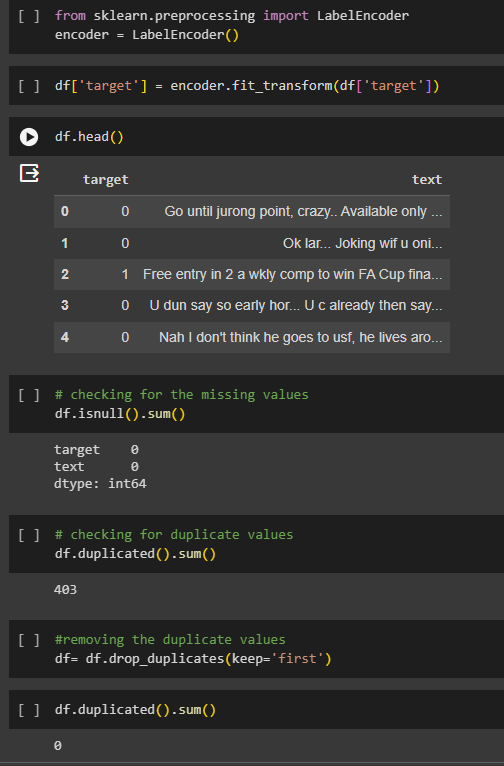 [ ] from sklearn.preprocessing import LabelEncoder
encoder = LabelEncoder()
[ ] df['target'] = encoder.fit_transform(df['target'])
df.head()
target text
0 0 Go until jurong point, crazy.. Available only ...
1 0 Ok lar... Joking wif u oni...
2 1 Free entry in 2 a wkly comp to win FA Cup fina...
3 0 U dun say so early hor... U c already then say...
4 0 Nah I don't think he goes to usf, he lives aro...
[ ] # checking for the missing values
df.isnull().sum()
target 0
text 0
dtype: int64
[ ] # checking for duplicate values
df.duplicated().sum()
403
[ ] #removing the duplicate values
df= df.drop_duplicates(keep='first')
[ ] df.duplicated().sum()
0